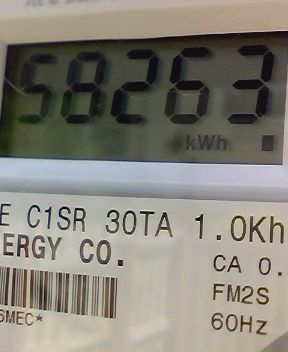 58263
kWh
E C1SR 30TA 1.0Kh
ERGY CO.
CA 0.
FM2S
6MEC*
60Hz